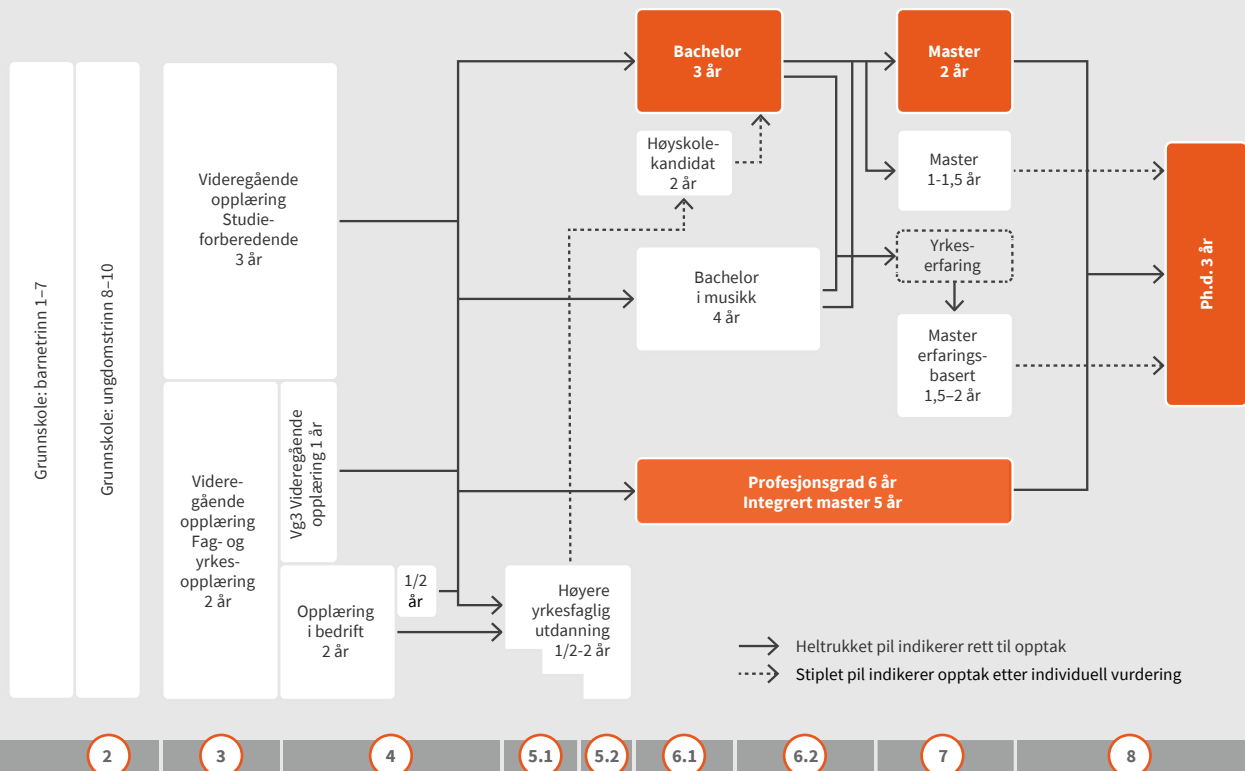 Grunnskole: barnetrinn 1–7
Grunnskole: ungdomstrinn 8–10
Videregående
opplæring
Studie-
forberedende
3 år
Videre-
gående
opplæring
Fag- og
yrkes-
opplæring
2 år
Vg3 Videregående
opplæring 1 år
Opplæring
i bedrift
2 år
1/2
år
Høyere
yrkesfaglig
utdanning
1/2-2 år
Bachelor
3 år
Høyskole-
kandidat
2 år
Bachelor
i musikk
4 år
Profesjonsgrad 6 år
Integrert master 5 år
Master
2 år
Master
1-1,5 år
Yrkes-
erfaring
Master
erfarings-
basert
1,5–2 år
Ph.d. 3 år
Heltrukket pil indikerer rett til opptak
Stiplet pil indikerer opptak etter individuell vurdering
2
3
4
5.1
5.2
6.1
6.2
7
8